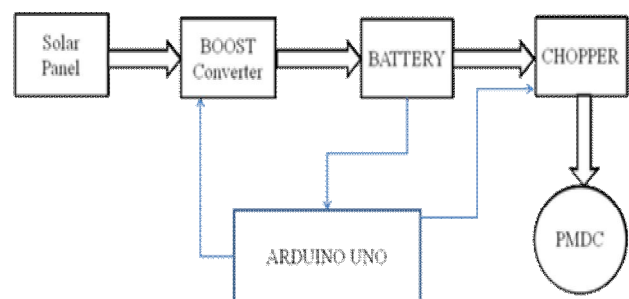 Solar
Panel
BOOST
Converter
BATTERY
CHOPPER
ARDUINO UNO
PMDC